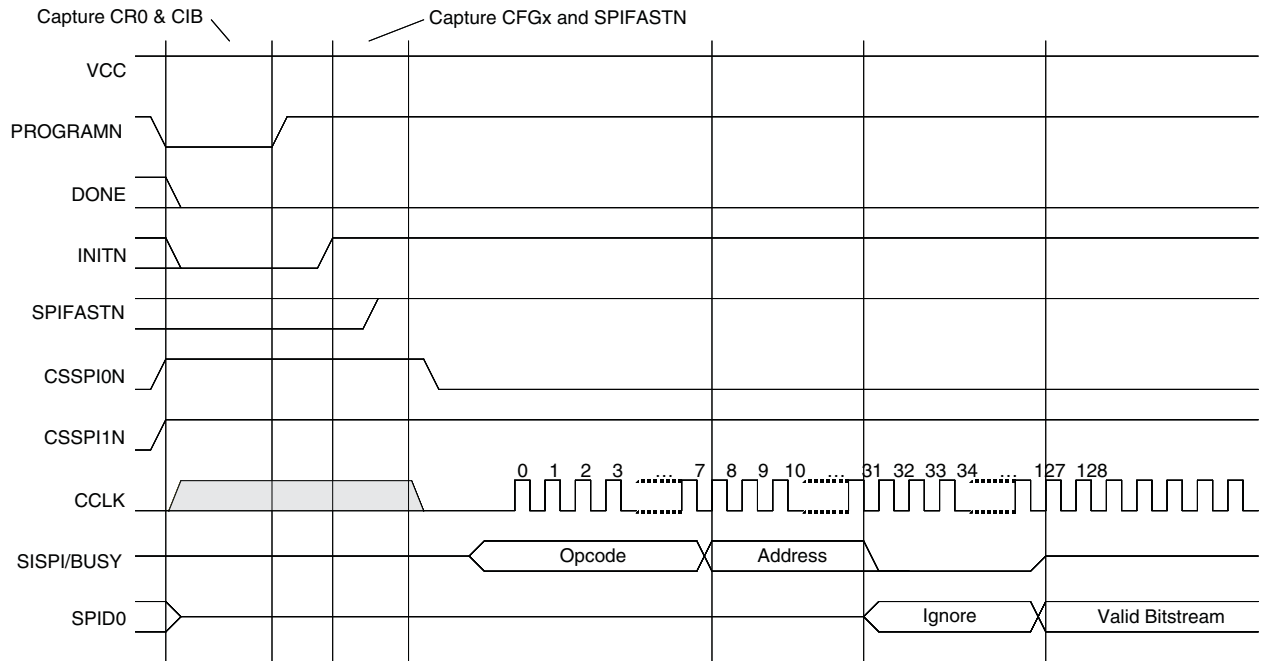 Capture CR0 & CIB
Capture CFGx and SPIFASTN
VCC
PROGRAMN
DONE
INITN
SPIFASTN
CSSPI0N
CSSPI1N
0 1 2 3 ... 7 8 9 10 ... 31 32 33 34 ... 127 128
CCLK
SISPI/BUSY Opcode Address
SPID0 Ignore Valid Bitstream